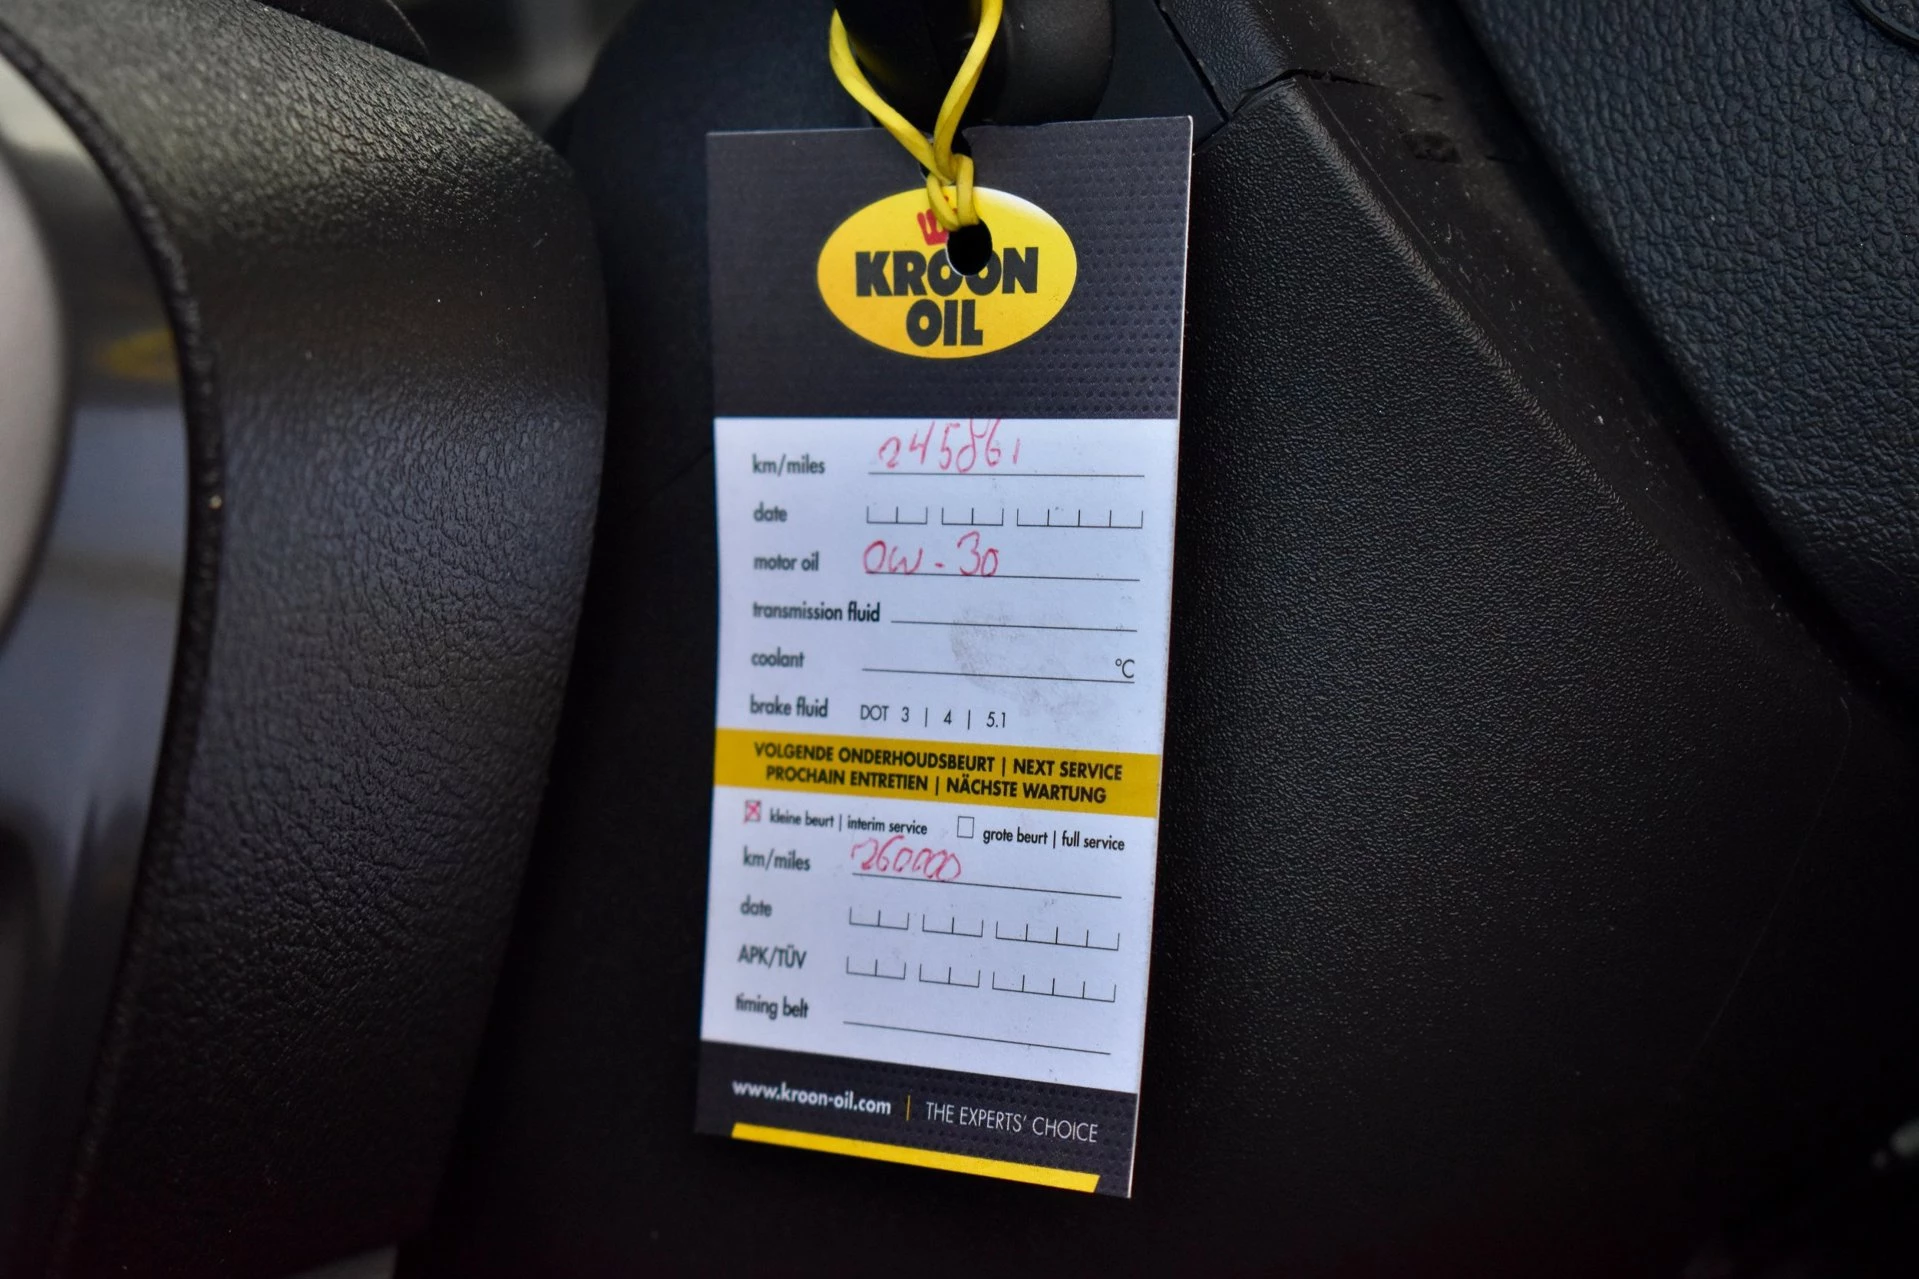 KROON
OIL
km/miles 245861
date
motor oil 0W-30
transmission fluid
coolant °C
brake fluid DOT 3 | 4 | 5.1
VOLGENDE ONDERHOUDSBEURT | NEXT SERVICE
PROCHAIN ENTRETIEN | NÄCHSTE WARTUNG
kleine beurt | interim service grote beurt | full service
km/miles 260000
date
APK/TÜV
timing belt
www.kroon-oil.com | THE EXPERTS' CHOICE